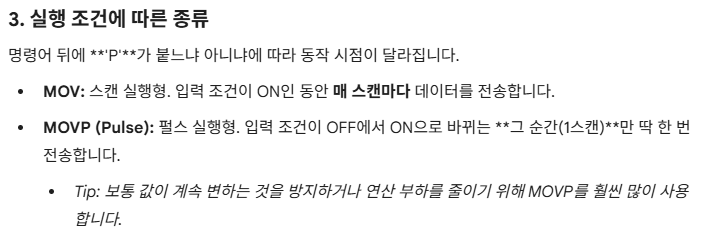 3. 실행 조건에 따른 종류
명령어 뒤에 **'P'**가 붙느냐 아니냐에 따라 동작 시점이 달라집니다.
• MOV: 스캔 실행형. 입력 조건이 ON인 동안 매 스캔마다 데이터를 전송합니다.
• MOVP (Pulse): 펄스 실행형. 입력 조건이 OFF에서 ON으로 바뀌는 **그 순간(1스캔)**만 딱 한 번
전송합니다.
• Tip: 보통 값이 계속 변하는 것을 방지하거나 연산 부하를 줄이기 위해 MOVP를 훨씬 많이 사용
합니다.